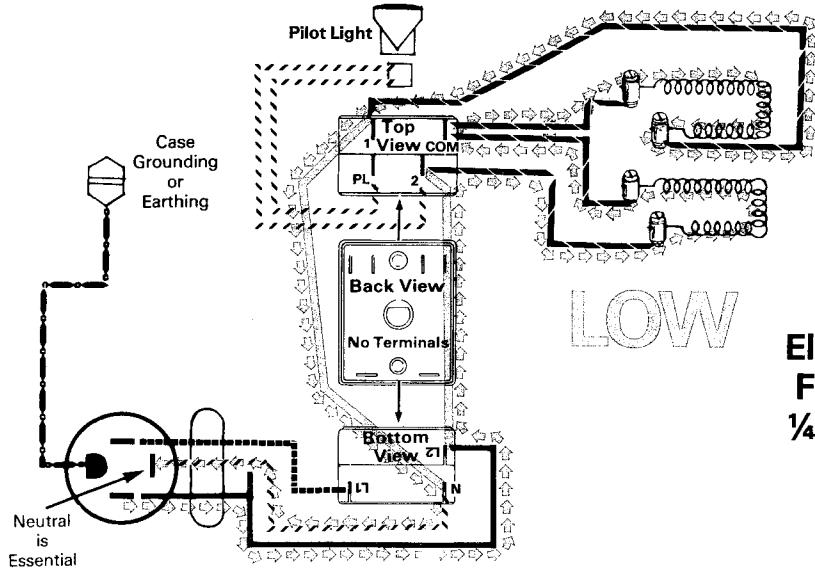 Pilot Light
Case
Grounding
or
Earthing
1
Top
View
COM
PL
2
Back View
No Terminals
LOW
El
F
¼
Bottom
View
L2
L1
N
Neutral
is
Essential